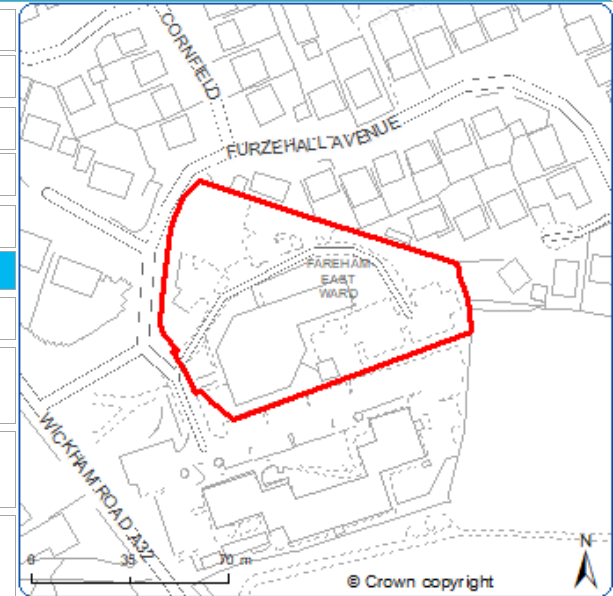 CORNFIELD
FURZEHALL AVENUE
FAREHAM
EAST
WARD
WICKHAM ROAD A32
0 35 70 m
N
© Crown copyright